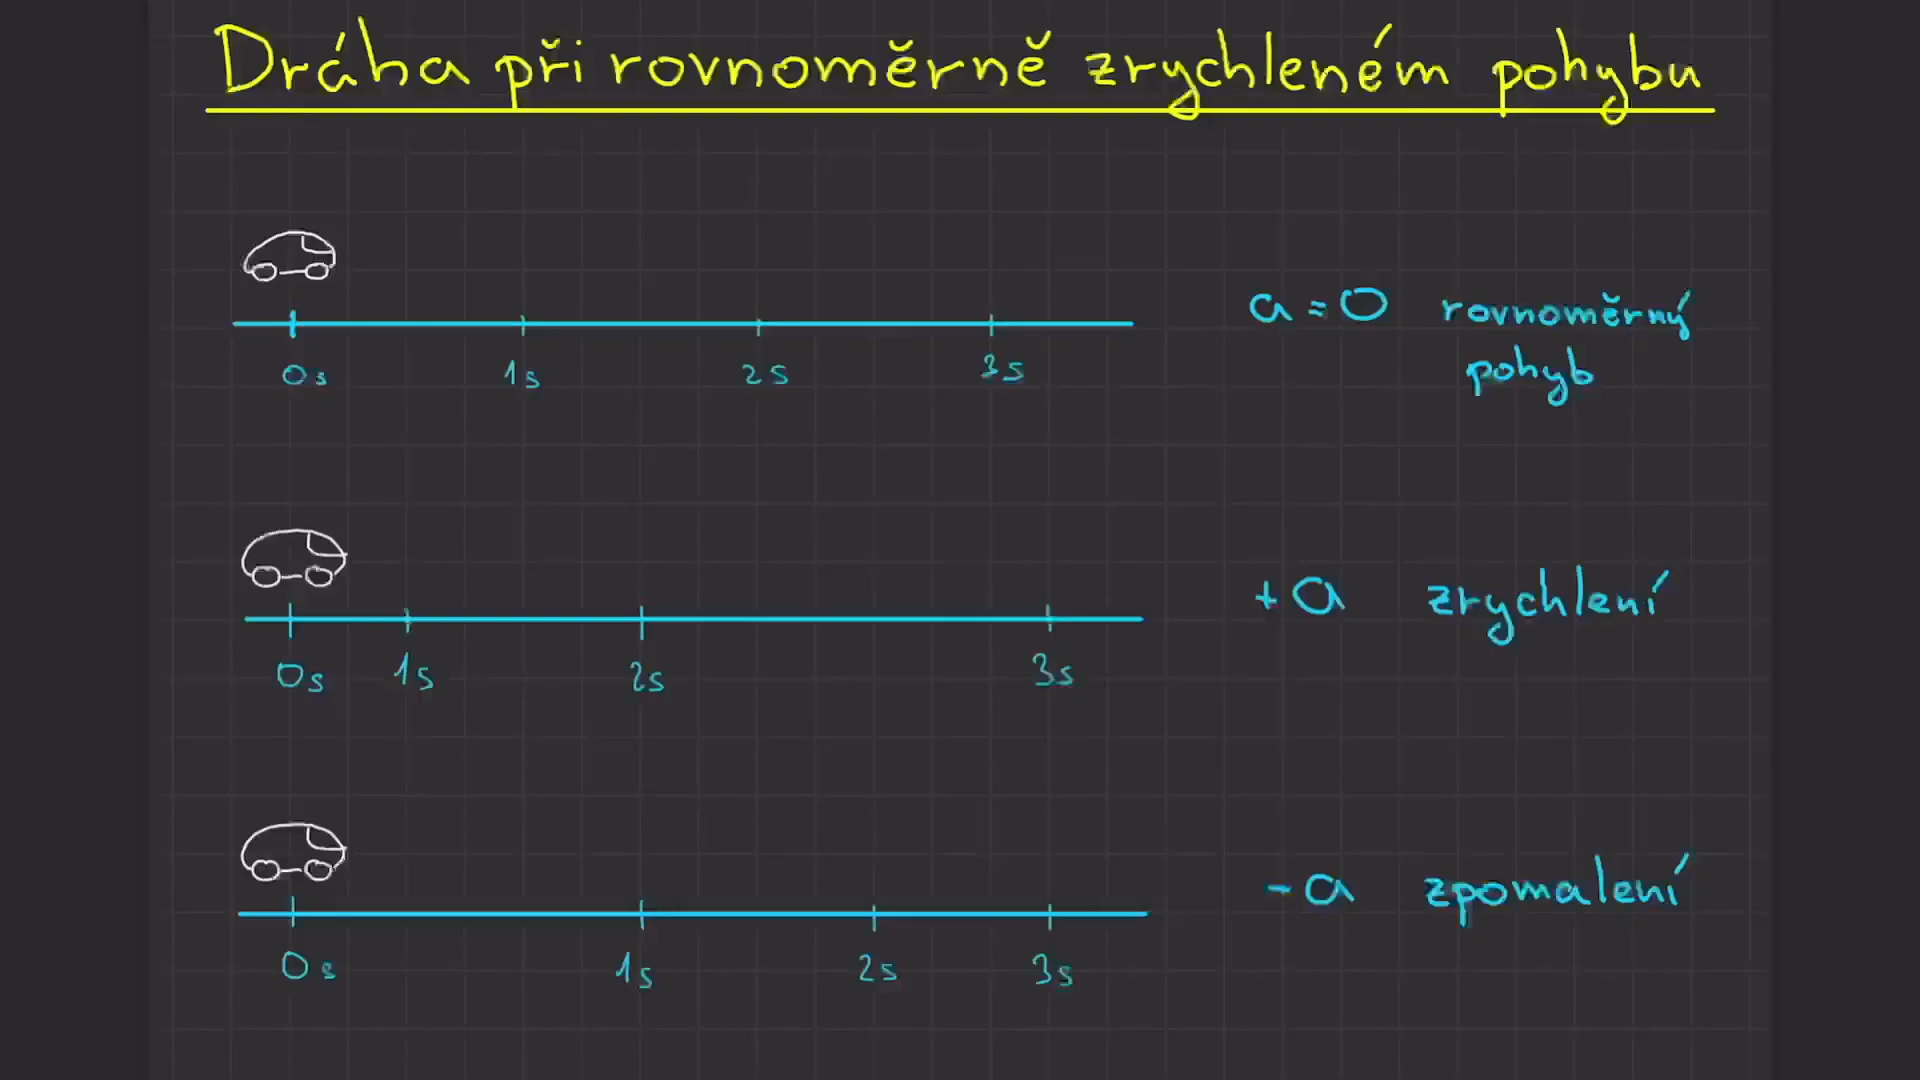 Dráha při rovnoměrně zrychleném pohybu
a = 0 rovnoměrný
pohyb
0s 1s 2s 3s
+a zrychlení
0s 1s 2s 3s
-a zpomalení
0s 1s 2s 3s